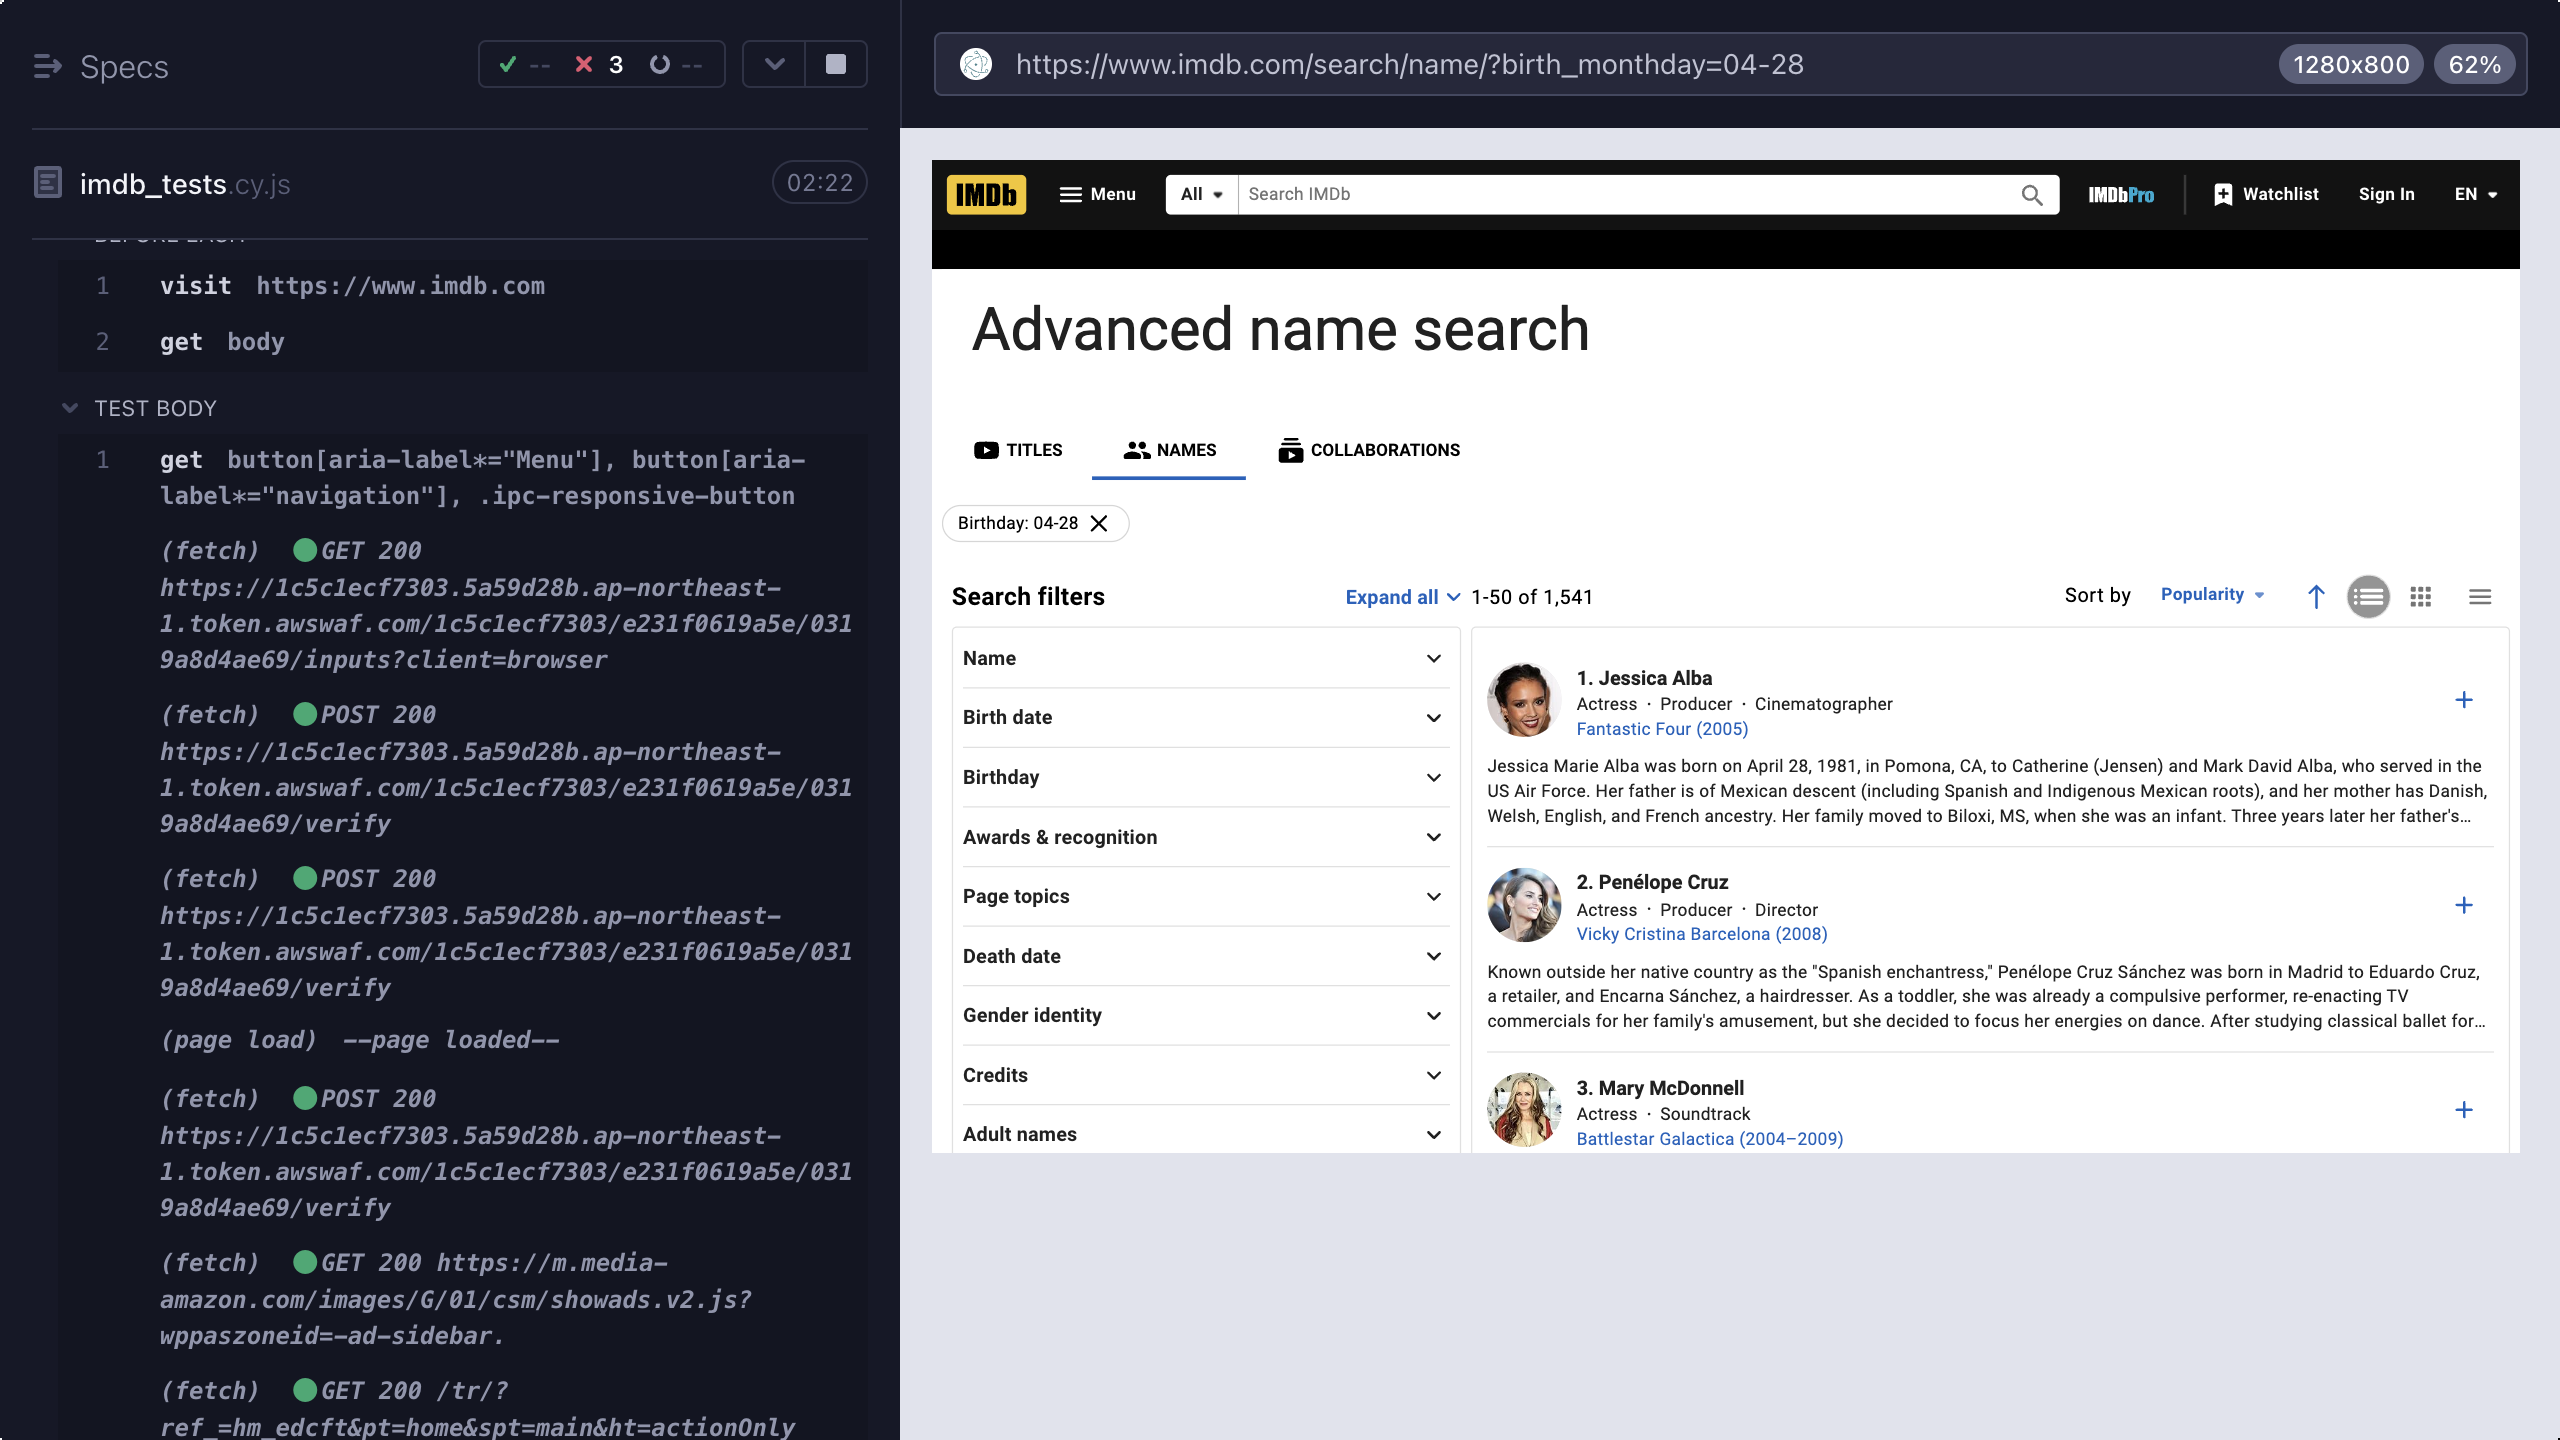 Specs
-- 3 --
imdb_tests.cy.js
02:22
BEFORE EACH
1 visit https://www.imdb.com
2 get body
TEST BODY
1 get button[aria-label*="Menu"], button[aria-
label*="navigation"], .ipc-responsive-button
(fetch) GET 200
https://1c5c1ecf7303.5a59d28b.ap-northeast-
1.token.awswaf.com/1c5c1ecf7303/e231f0619a5e/031
9a8d4ae69/inputs?client=browser
(fetch) POST 200
https://1c5c1ecf7303.5a59d28b.ap-northeast-
1.token.awswaf.com/1c5c1ecf7303/e231f0619a5e/031
9a8d4ae69/verify
(fetch) POST 200
https://1c5c1ecf7303.5a59d28b.ap-northeast-
1.token.awswaf.com/1c5c1ecf7303/e231f0619a5e/031
9a8d4ae69/verify
(page load) --page loaded--
(fetch) POST 200
https://1c5c1ecf7303.5a59d28b.ap-northeast-
1.token.awswaf.com/1c5c1ecf7303/e231f0619a5e/031
9a8d4ae69/verify
(fetch) GET 200 https://m.media-
amazon.com/images/G/01/csm/showads.v2.js?
wppaszoneid=-ad-sidebar.
(fetch) GET 200 /tr/?
ref_=hm_edcft&pt=home&spt=main&ht=actionOnly
https://www.imdb.com/search/name/?birth_monthday=04-28
1280x800 62%
IMDb Menu All Search IMDb IMDbPro Watchlist Sign In EN
Advanced name search
TITLES NAMES COLLABORATIONS
Birthday: 04-28
Search filters Expand all
1-50 of 1,541
Sort by Popularity
Name
Birth date
Birthday
Awards & recognition
Page topics
Death date
Gender identity
Credits
Adult names
1. Jessica Alba
Actress · Producer · Cinematographer
Fantastic Four (2005)
Jessica Marie Alba was born on April 28, 1981, in Pomona, CA, to Catherine (Jensen) and Mark David Alba, who served in the
US Air Force. Her father is of Mexican descent (including Spanish and Indigenous Mexican roots), and her mother has Danish,
Welsh, English, and French ancestry. Her family moved to Biloxi, MS, when she was an infant. Three years later her father's...
2. Penélope Cruz
Actress · Producer · Director
Vicky Cristina Barcelona (2008)
Known outside her native country as the "Spanish enchantress," Penélope Cruz Sánchez was born in Madrid to Eduardo Cruz,
a retailer, and Encarna Sánchez, a hairdresser. As a toddler, she was already a compulsive performer, re-enacting TV
commercials for her family's amusement, but she decided to focus her energies on dance. After studying classical ballet for...
3. Mary McDonnell
Actress · Soundtrack
Battlestar Galactica (2004–2009)